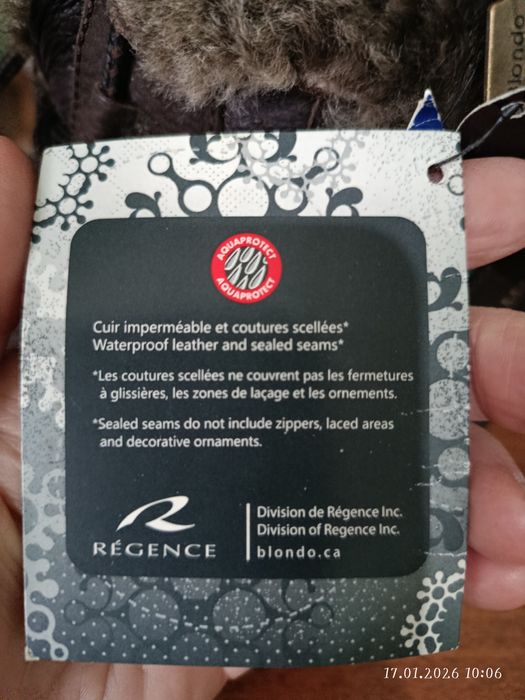 blondo
AQUAPROTECT
AQUAPROTECT
Cuir imperméable et coutures scellées*
Waterproof leather and sealed seams*
*Les coutures scellées ne couvrent pas les fermetures
à glissières, les zones de laçage et les ornements.
*Sealed seams do not include zippers, laced areas
and decorative ornaments.
RÉGENCE
Division de Régence Inc.
Division of Regence Inc.
blondo.ca
17.01.2026 10:06